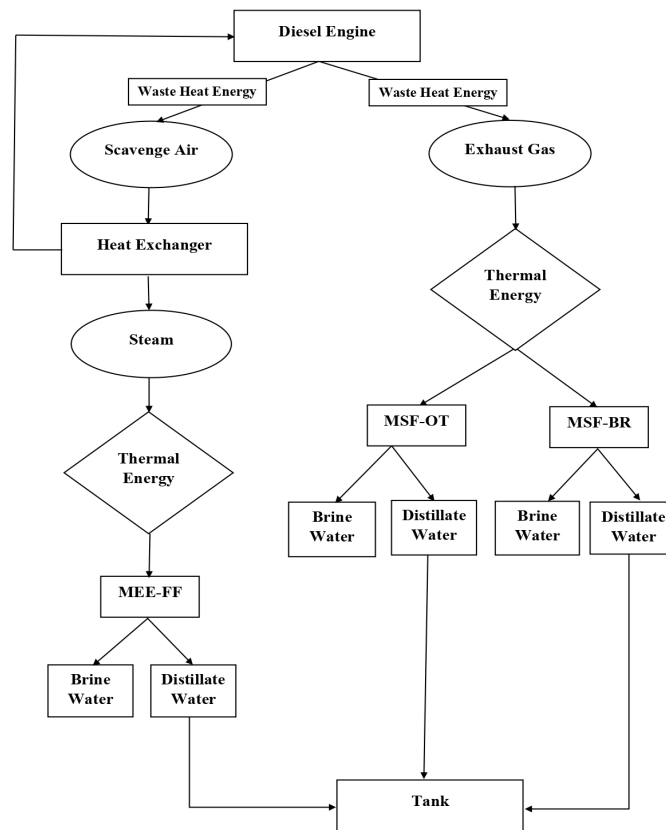 Diesel Engine
Waste Heat Energy
Waste Heat Energy
Scavenge Air
Exhaust Gas
Heat Exchanger
Thermal
Energy
Steam
MSF-OT
MSF-BR
Thermal
Energy
Brine
Water
Distillate
Water
Brine
Water
Distillate
Water
MEE-FF
Brine
Water
Distillate
Water
Tank